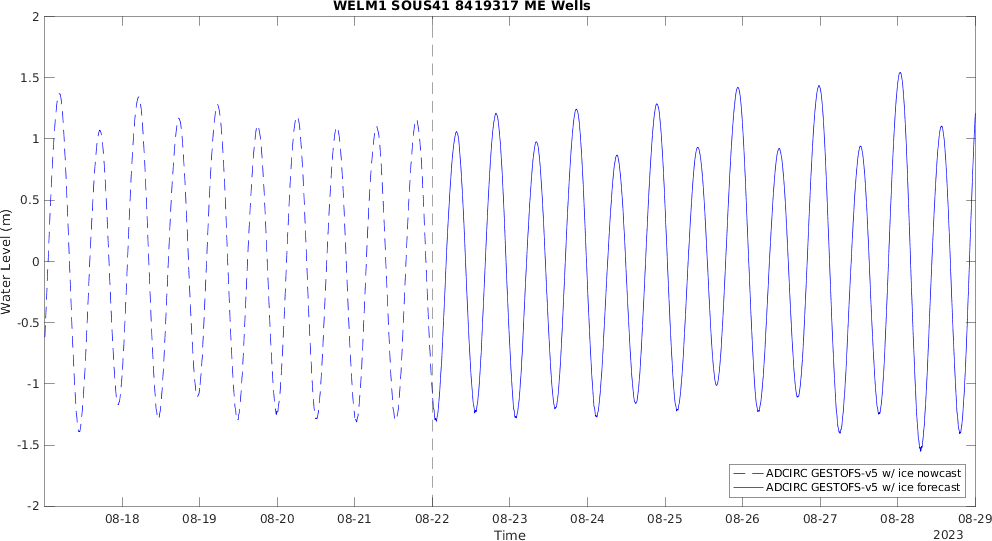 WELM1 SOUS41 8419317 ME Wells
2
1.5
1
0.5
0
-0.5
-1
-1.5
-2
Water Level (m)
ADCIRC GESTOFS-v5 w/ ice nowcast
ADCIRC GESTOFS-v5 w/ ice forecast
08-18 08-19 08-20 08-21 08-22 08-23 08-24 08-25 08-26 08-27 08-28 08-29
Time
2023